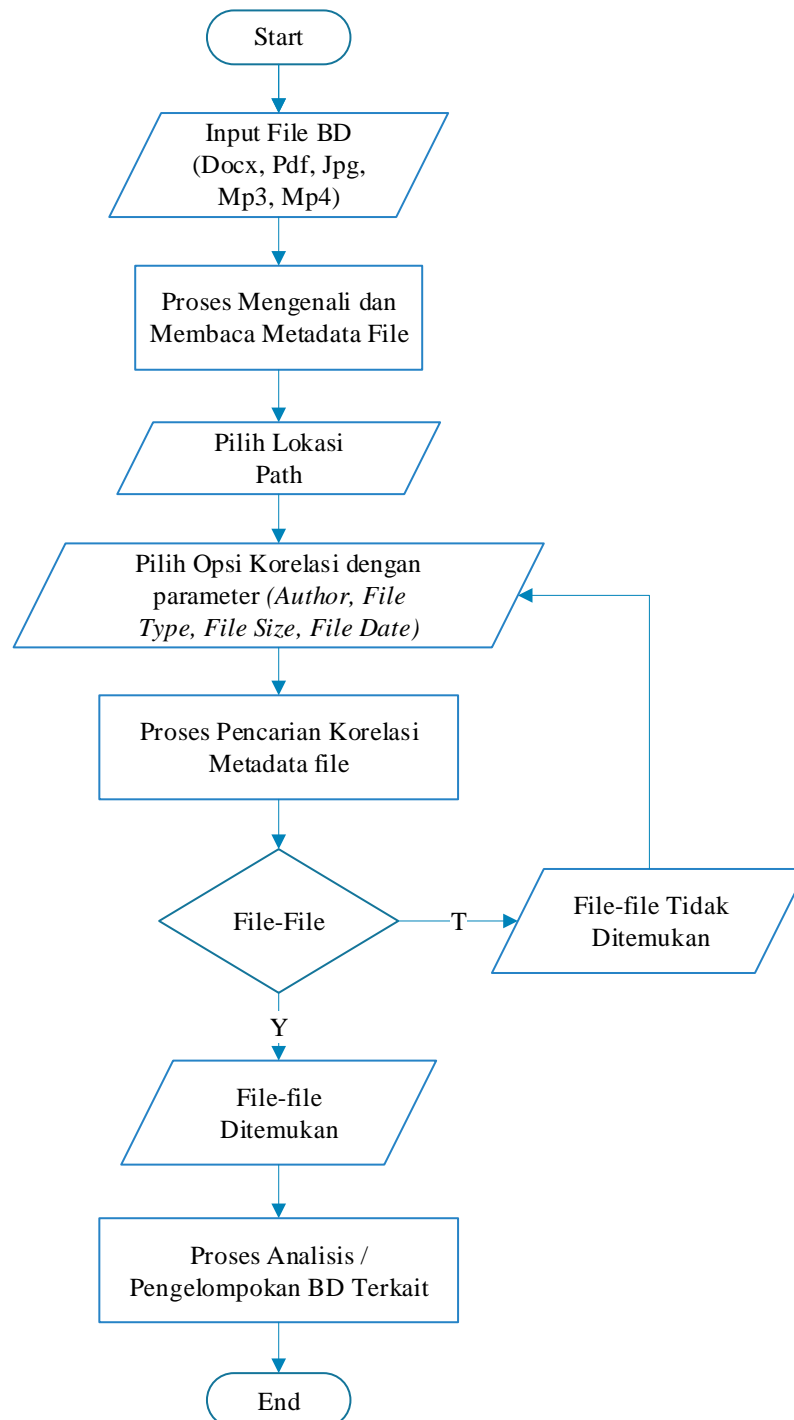 Start
Input File BD
(Docx, Pdf, Jpg,
Mp3, Mp4)
Proses Mengenali dan
Membaca Metadata File
Pilih Lokasi
Path
Pilih Opsi Korelasi dengan
parameter (Author, File
Type, File Size, File Date)
Proses Pencarian Korelasi
Metadata file
File-File
T
File-file Tidak
Ditemukan
Y
File-file
Ditemukan
Proses Analisis /
Pengelompokan BD Terkait
End